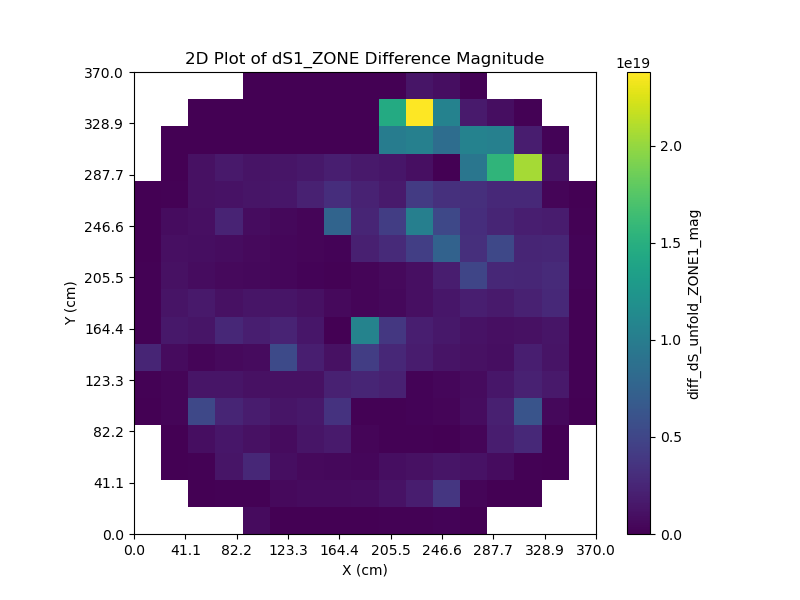 2D Plot of dS1_ZONE Difference Magnitude
1e19
370.0
328.9
287.7
246.6
205.5
164.4
123.3
82.2
41.1
0.0
Y (cm)
0.0 41.1 82.2 123.3 164.4 205.5 246.6 287.7 328.9 370.0
X (cm)
2.0
1.5
1.0
0.5
0.0
diff_dS_unfold_ZONE1_mag